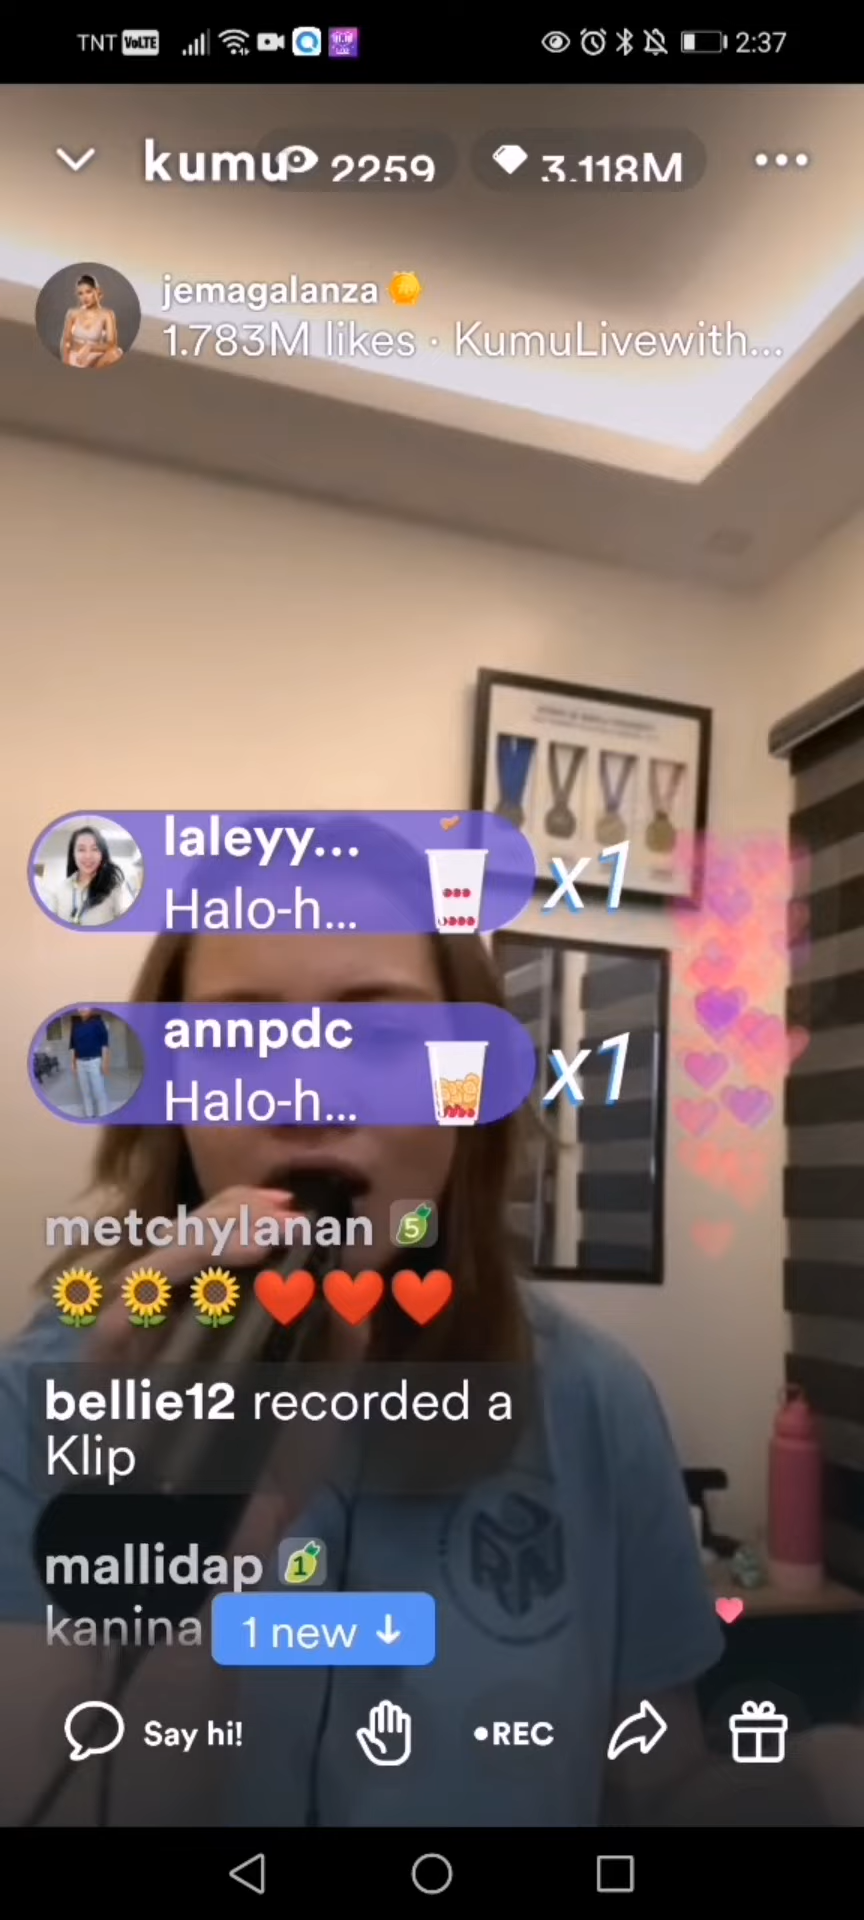 TNT VoLTE 2:37
kumu 2259 3.118M
jemagalanza
1.783M likes · KumuLivewith...
laleyy...
Halo-h...
x1
annpdc
Halo-h...
x1
metchylanan 5
bellie12 recorded a
Klip
mallidap 1
kanina
1 new ↓
Say hi! •REC